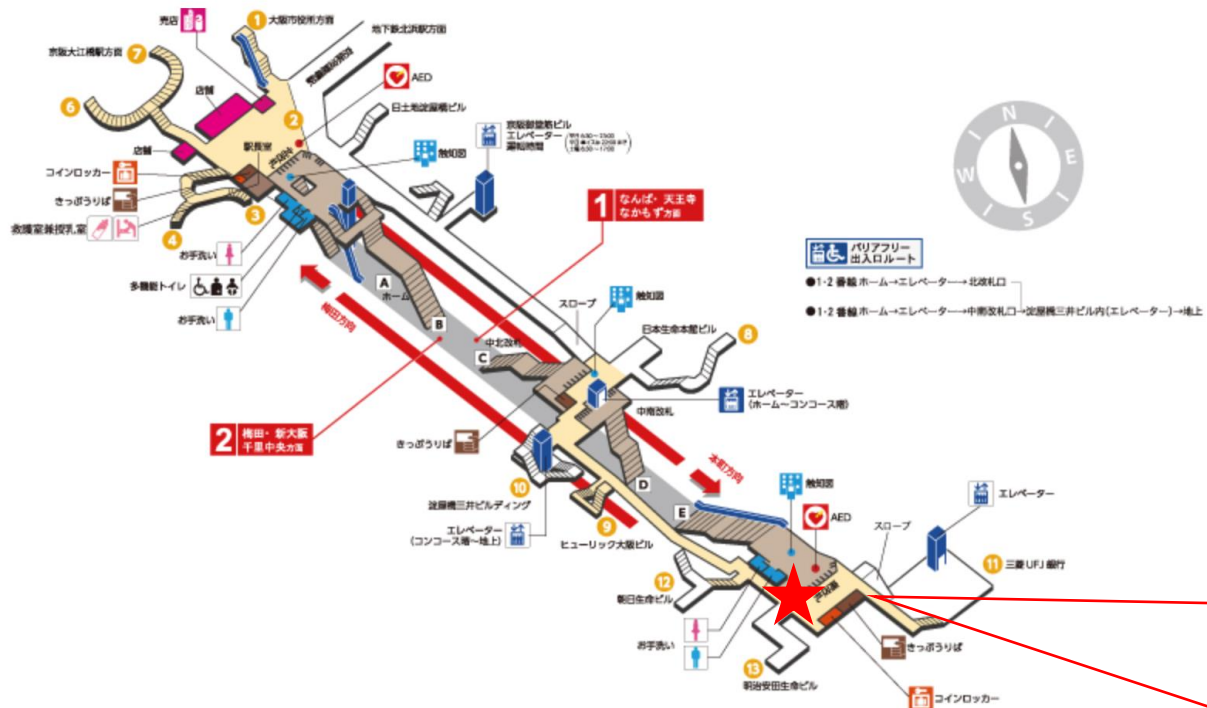 売店
1
大阪市役所方面
地下鉄北浜駅方面
京阪大江橋駅方面
7
AED
店舗
6
2
日土地淀屋橋ビル
京阪御堂筋ビル
エレベーター
運転時間
駅長室
触知図
店舗
コインロッカー
きっぷうりば
救護室兼授乳室
3
4
お手洗い
多機能トイレ
お手洗い
1
なんば・天王寺
なかもず方面
N
E
S
W
I
I
バリアフリー
出入口ルート
●1・2番線 ホーム→エレベーター→北改札口
●1・2番線 ホーム→エレベーター→中南改札口→淀屋橋三井ビル内(エレベーター)→地上
A
ホーム
梅田方向
B
中北改札
C
スロープ
触知図
日本生命本館ビル
8
エレベーター
(ホーム〜コンコース階)
中南改札
2
梅田・新大阪
千里中央方面
きっぷうりば
本町方向
D
10
淀屋橋三井ビルディング
エレベーター
(コンコース階〜地上)
9
ヒューリック大阪ビル
E
触知図
AED
スロープ
エレベーター
11
三菱UFJ銀行
12
朝日生命ビル
お手洗い
13
明治安田生命ビル
きっぷうりば
コインロッカー